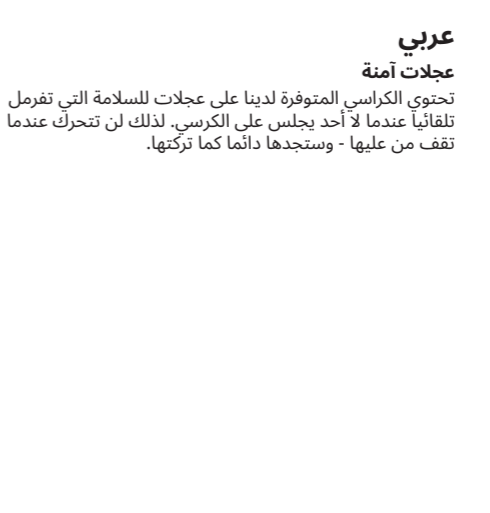 عربي
عجلات آمنة
تحتوي الكراسي المتوفرة لدينا على عجلات للسلامة التي تفرمل
تلقائيا عندما لا أحد يجلس على الكرسي. لذلك لن تتحرك عندما
تقف من عليها - وستجدها دائما كما تركتها.